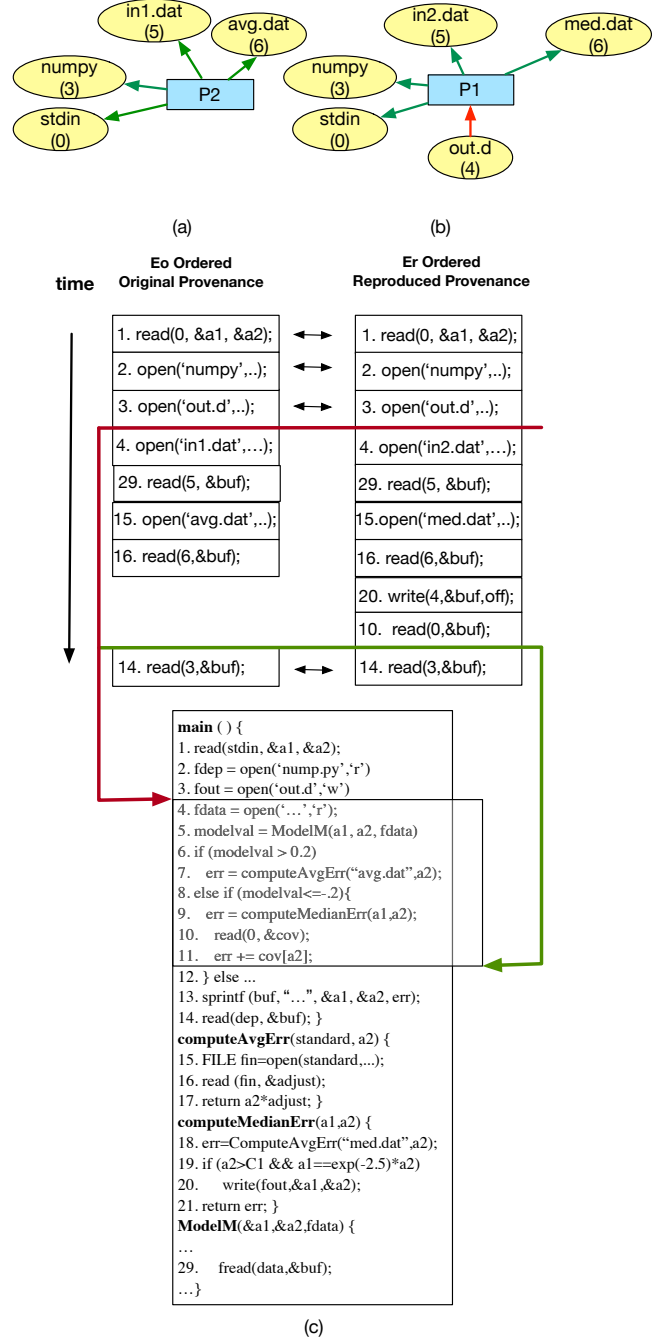 in1.dat
(5)
avg.dat
(6)
numpy
(3)
P2
stdin
(0)
in2.dat
(5)
med.dat
(6)
numpy
(3)
P1
stdin
(0)
out.d
(4)
(a)
(b)
time
Eo Ordered
Original Provenance
Er Ordered
Reproduced Provenance
1. read(0, &a1, &a2);
2. open(‘numpy’,..);
3. open(‘out.d’,..);
4. open(‘in1.dat’,…);
29. read(5, &buf);
15. open(‘avg.dat’,..);
16. read(6,&buf);
14. read(3,&buf);
1. read(0, &a1, &a2);
2. open(‘numpy’,..);
3. open(‘out.d’,..);
4. open(‘in2.dat’,…);
29. read(5, &buf);
15.open(‘med.dat’,..);
16. read(6,&buf);
20. write(4,&buf,off);
10. read(0,&buf);
14. read(3,&buf);
main ( ) {
1. read(stdin, &a1, &a2);
2. fdep = open(‘nump.py’,‘r’)
3. fout = open(‘out.d’,‘w’)
4. fdata = open(‘…’,‘r’);
5. modelval = ModelM(a1, a2, fdata)
6. if (modelval > 0.2)
7. err = computeAvgErr(“avg.dat”,a2);
8. else if (modelval<=-.2){
9. err = computeMedianErr(a1,a2);
10. read(0, &cov);
11. err += cov[a2];
12. } else ...
13. sprintf (buf, “…”, &a1, &a2, err);
14. read(dep, &buf); }
computeAvgErr(standard, a2) {
15. FILE fin=open(standard,...);
16. read (fin, &adjust);
17. return a2*adjust; }
computeMedianErr(a1,a2) {
18. err=ComputeAvgErr(“med.dat”,a2);
19. if (a2>C1 && a1==exp(-2.5)*a2)
20. write(fout,&a1,&a2);
21. return err; }
ModelM(&a1,&a2,fdata) {
…
29. fread(data,&buf);
…}
(c)